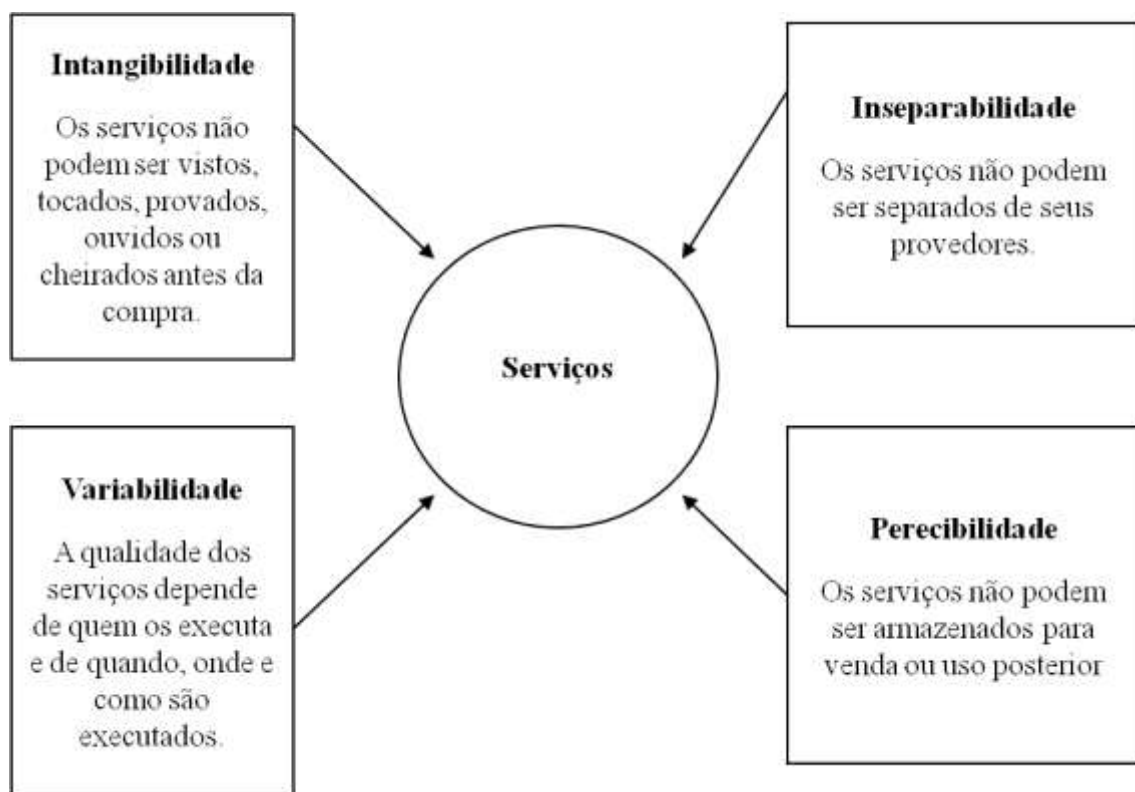 Intangibilidade
Os serviços não
podem ser vistos,
tocados, provados,
ouvidos ou
cheirados antes da
compra.
Inseparabilidade
Os serviços não podem
ser separados de seus
provedores.
Serviços
Variabilidade
A qualidade dos
serviços depende
de quem os executa
e de quando, onde e
como são
executados.
Perecibilidade
Os serviços não podem
ser armazenados para
venda ou uso posterior